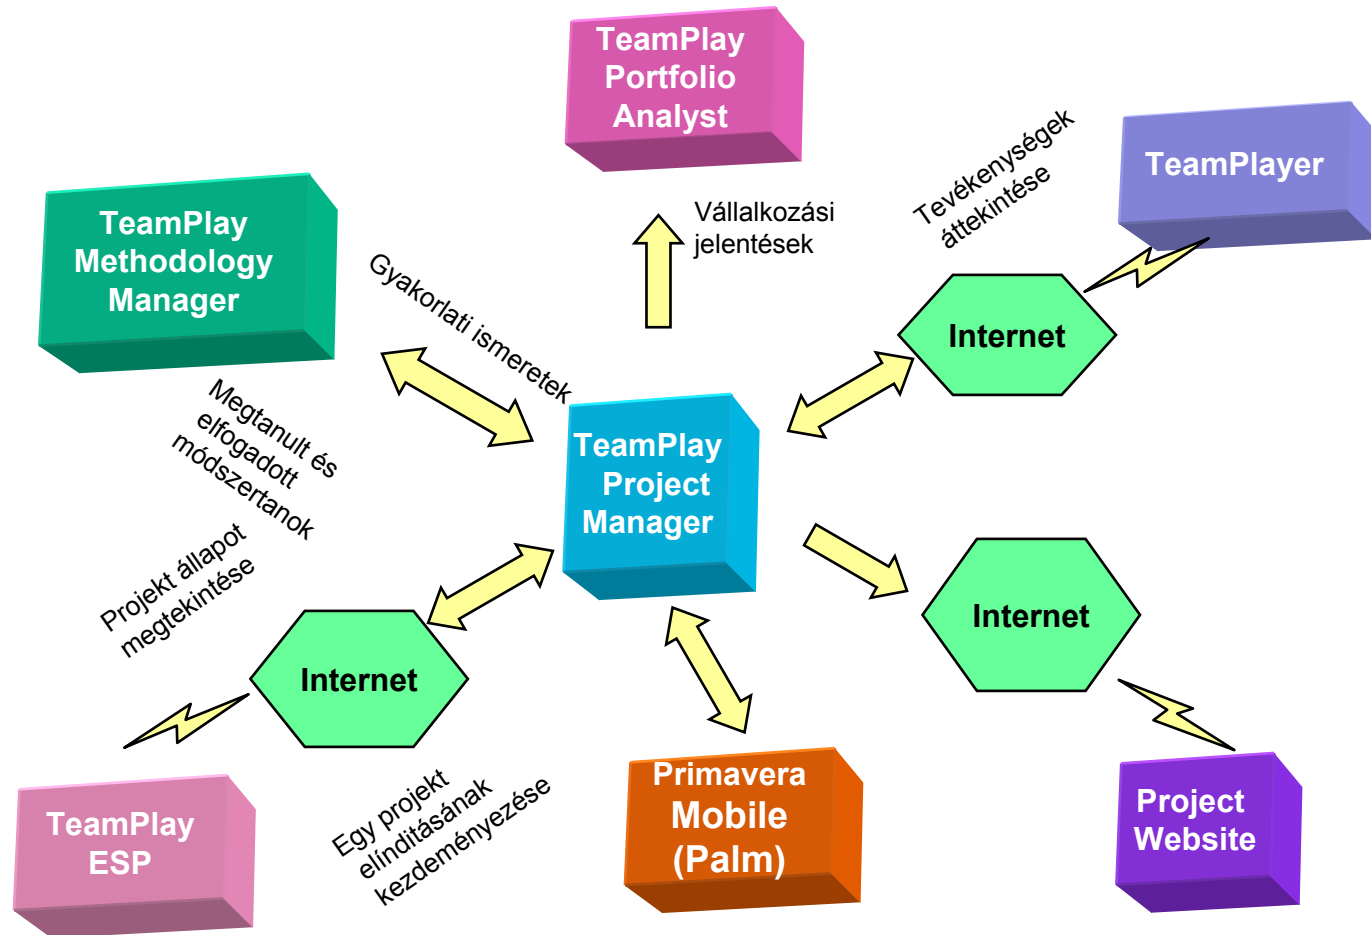 TeamPlay
Portfolio
Analyst
Tevékenységek
áttekintése
TeamPlayer
Vállalkozási
jelentések
TeamPlay
Methodology
Manager
Gyakorlati ismeretek
Internet
Megtanult és
elfogadott
módszertanok
TeamPlay
Project
Manager
Projekt állapot
megtekintése
Internet
Internet
TeamPlay
ESP
Egy projekt
elínditásának
kezdeményezése
Primavera
Mobile
(Palm)
Project
Website